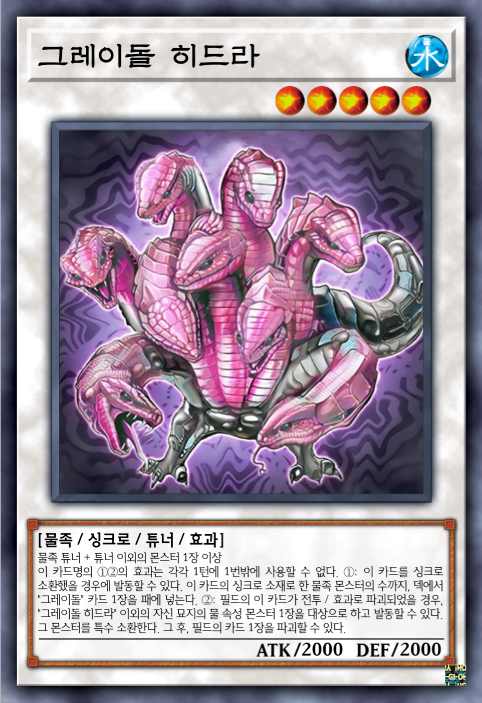 그레이돌 히드라
水
[물족 / 싱크로 / 튜너 / 효과]
물족 튜너 + 튜너 이외의 몬스터 1장 이상
이 카드명의 ①②의 효과는 각각 1턴에 1번밖에 사용할 수 없다. ①: 이 카드를 싱크로
소환했을 경우에 발동할 수 있다. 이 카드의 싱크로 소재로 한 물족 몬스터의 수까지, 덱에서
"그레이돌" 카드 1장을 패에 넣는다. ②: 필드의 이 카드가 전투 / 효과로 파괴되었을 경우,
"그레이돌 히드라" 이외의 자신 묘지의 물 속성 몬스터 1장을 대상으로 하고 발동할 수 있다.
그 몬스터를 특수 소환한다. 그 후, 필드의 카드 1장을 파괴할 수 있다.
ATK/2000 DEF/2000